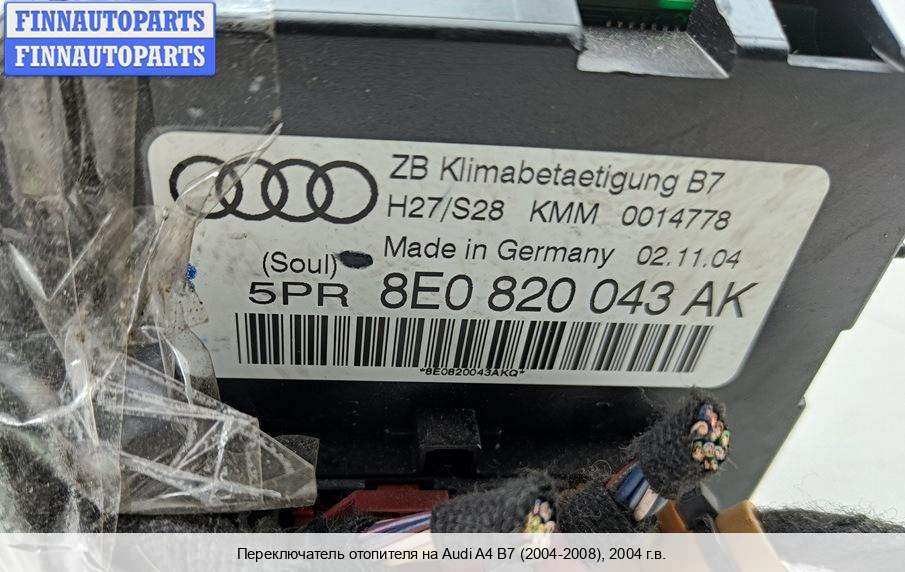 FINNAUTOPARTS
FINNAUTOPARTS
ZB Klimabetaetigung B7
H27/S28 KMM 0014778
Made in Germany 02.11.04
(Soul)
5PR 8E0 820 043 AK
*8E0820043AKQ*
Переключатель отопителя на Audi A4 B7 (2004-2008), 2004 г.в.